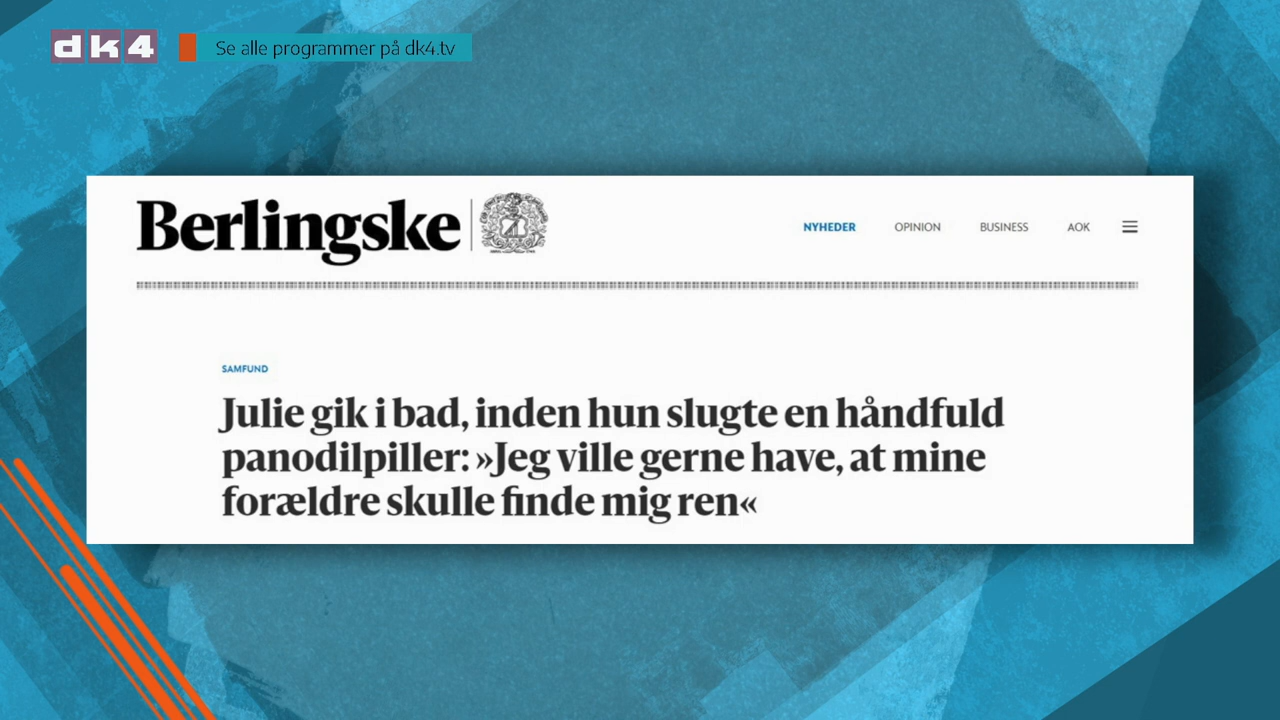 dk4
Se alle programmer på dk4.tv
Berlingske
NYHEDER OPINION BUSINESS AOK
SAMFUND
Julie gik i bad, inden hun slugte en håndfuld
panodilpiller: »Jeg ville gerne have, at mine
forældre skulle finde mig ren«